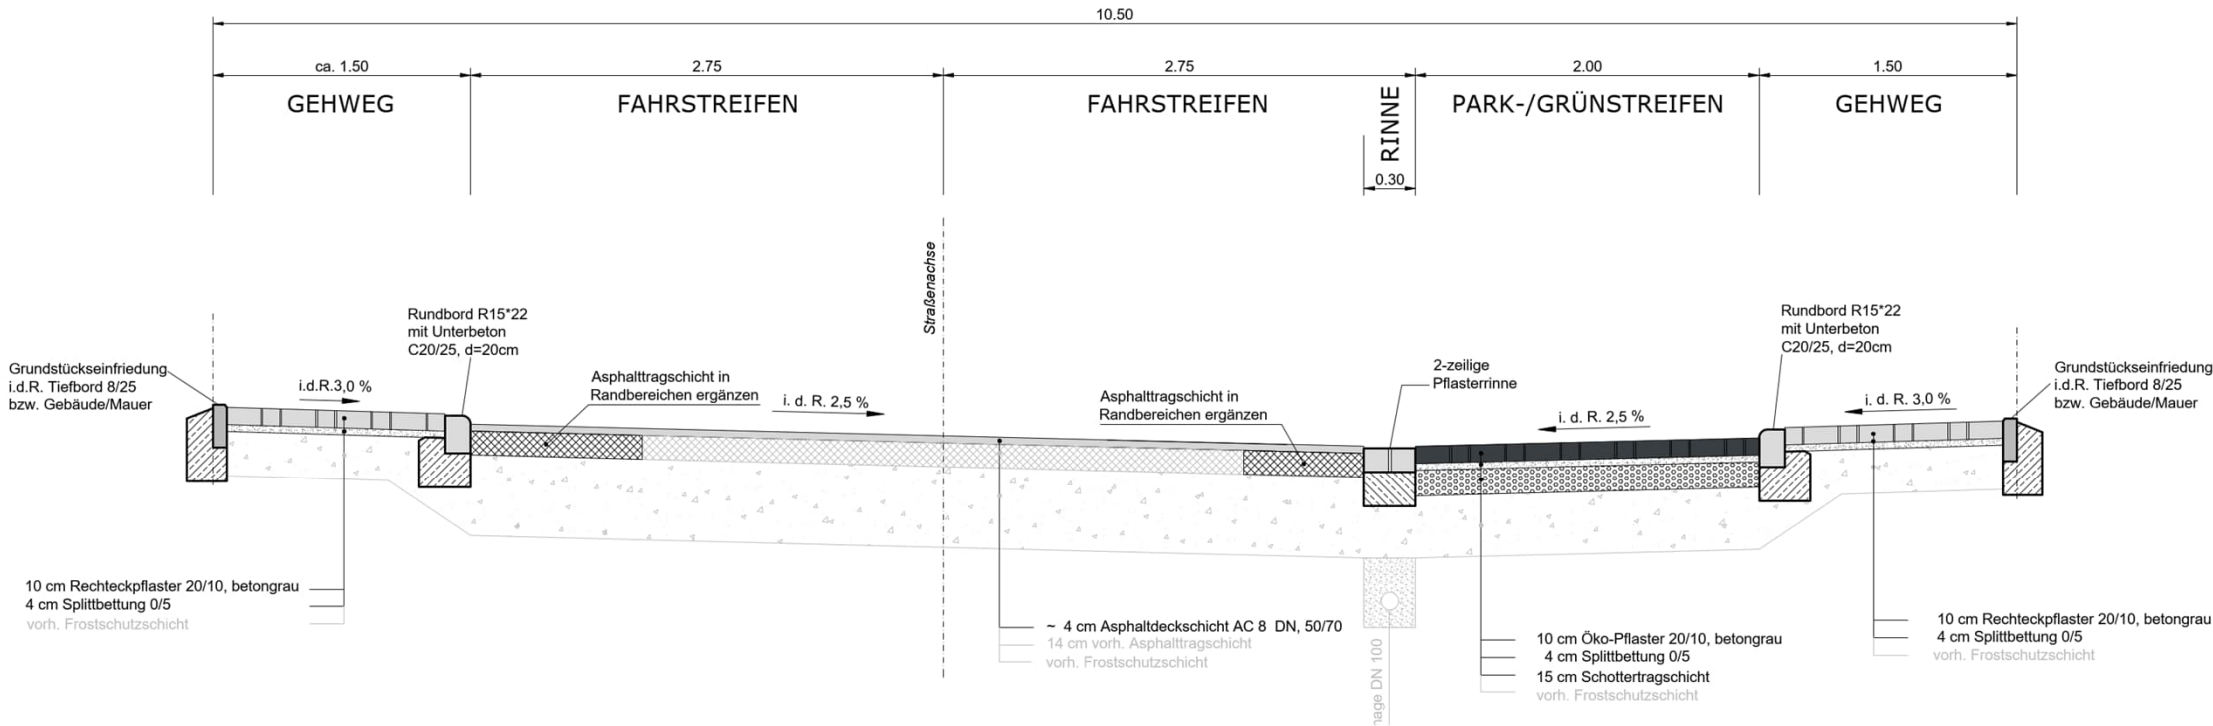 10.50
ca. 1.50
2.75
2.75
2.00
1.50
GEHWEG
FAHRSTREIFEN
FAHRSTREIFEN
RINNE
PARK-/GRÜNSTREIFEN
GEHWEG
0.30
Straßenachse
Grundstückseinfriedung
i.d.R. Tiefbord 8/25
bzw. Gebäude/Mauer
i.d.R.3,0 %
Rundbord R15*22
mit Unterbeton
C20/25, d=20cm
Asphalttragschicht in
Randbereichen ergänzen
i. d. R. 2,5 %
Asphalttragschicht in
Randbereichen ergänzen
2-zeilige
Pflasterrinne
i. d. R. 2,5 %
Rundbord R15*22
mit Unterbeton
C20/25, d=20cm
i. d. R. 3,0 %
Grundstückseinfriedung
i.d.R. Tiefbord 8/25
bzw. Gebäude/Mauer
10 cm Rechteckpflaster 20/10, betongrau
4 cm Splittbettung 0/5
vorh. Frostschutzschicht
~ 4 cm Asphaltdeckschicht AC 8 DN, 50/70
14 cm vorh. Asphalttragschicht
vorh. Frostschutzschicht
DN 100
10 cm Öko-Pflaster 20/10, betongrau
4 cm Splittbettung 0/5
15 cm Schottertragschicht
vorh. Frostschutzschicht
10 cm Rechteckpflaster 20/10, betongrau
4 cm Splittbettung 0/5
vorh. Frostschutzschicht